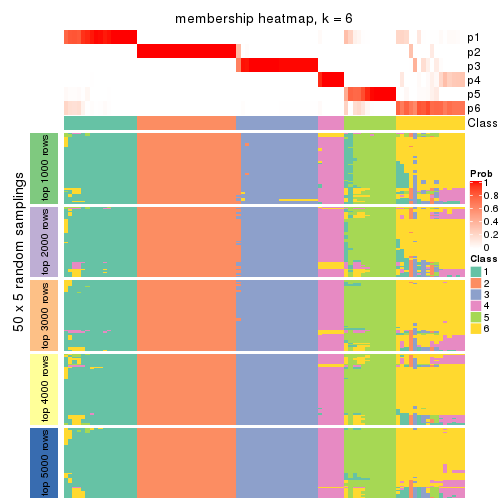 membership heatmap, k = 6
p1
p2
p3
p4
p5
p6
Class
50 x 5 random samplings
top 1000 rows
top 2000 rows
top 3000 rows
top 4000 rows
top 5000 rows
Prob
1
0.8
0.6
0.4
0.2
0
Class
1
2
3
4
5
6